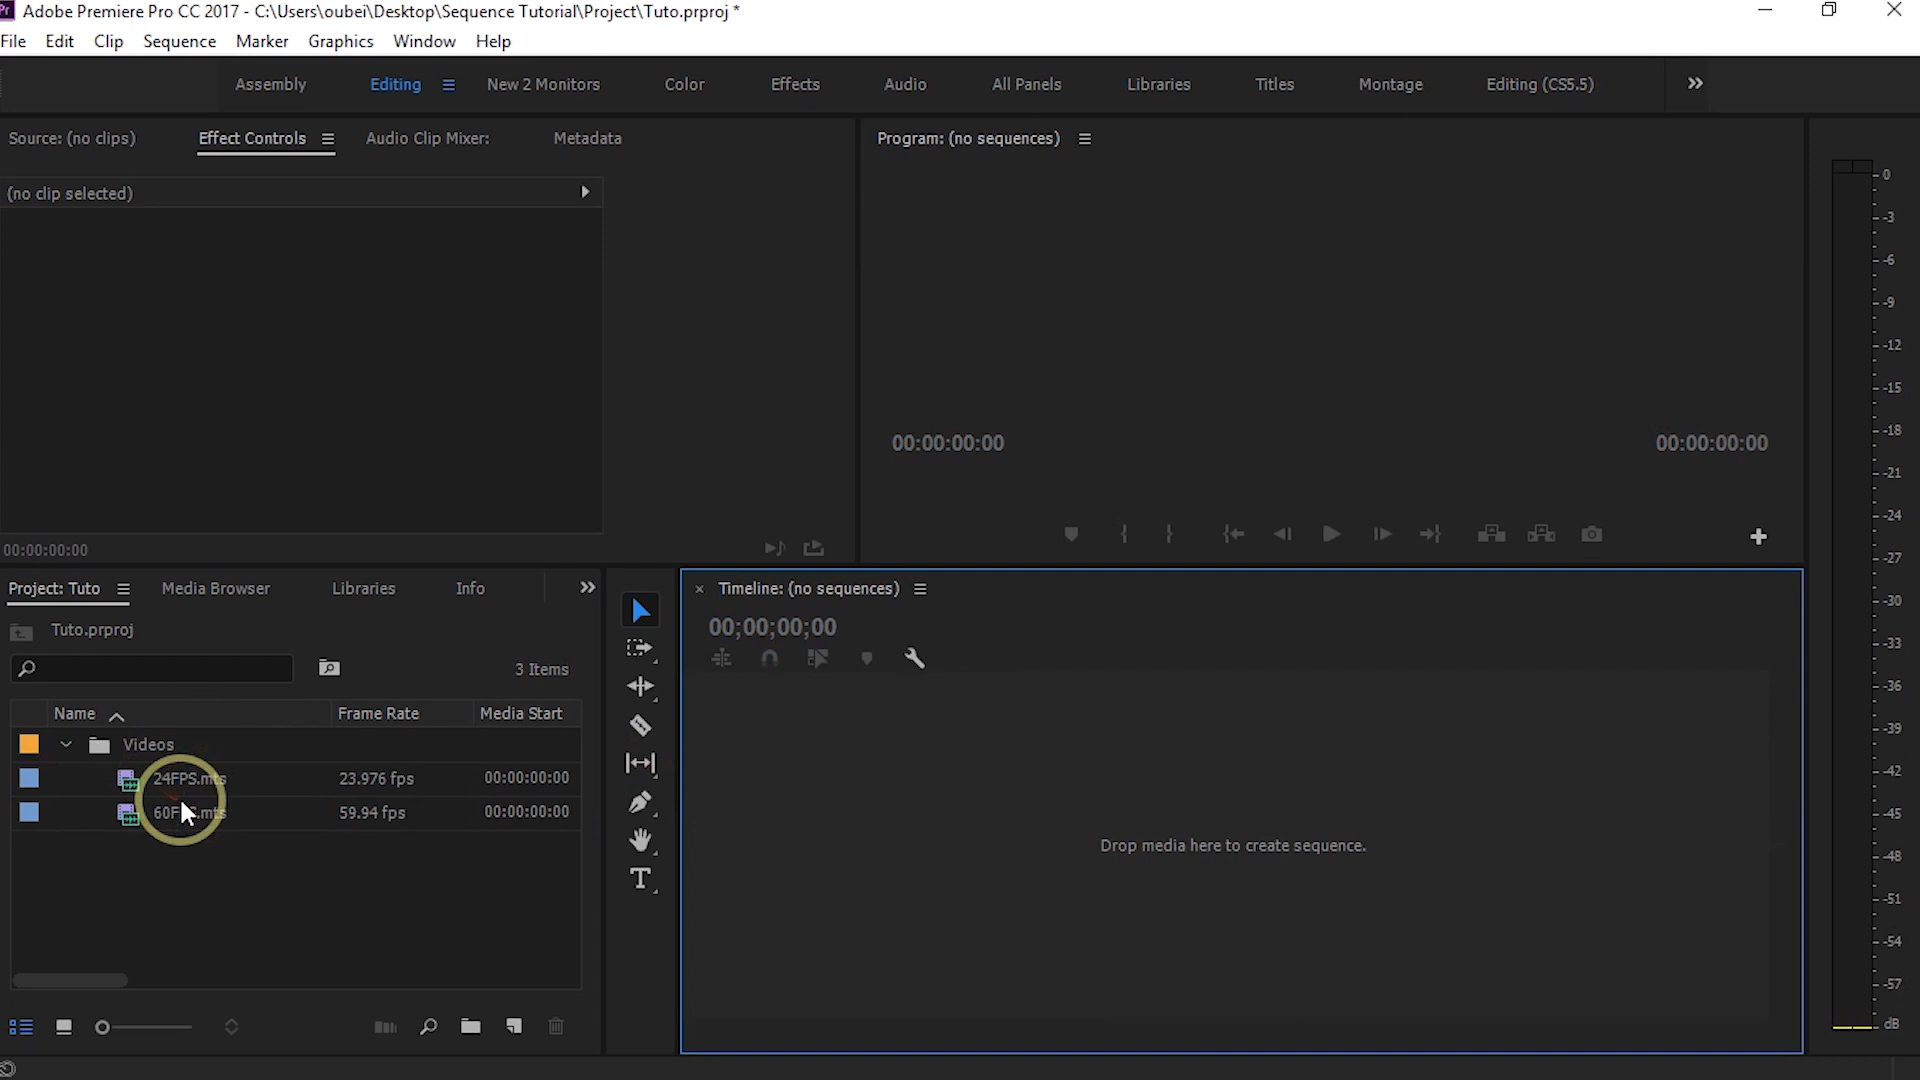 Pr Adobe Premiere Pro CC 2017 - C:\Users\oubei\Desktop\Sequence Tutorial\Project\Tuto.prproj *
File Edit Clip Sequence Marker Graphics Window Help
Assembly Editing New 2 Monitors Color Effects Audio All Panels Libraries Titles Montage Editing (CS5.5)
Source: (no clips) Effect Controls Audio Clip Mixer: Metadata
(no clip selected)
00:00:00:00
Program: (no sequences)
00:00:00:00 00:00:00:00
Project: Tuto Media Browser Libraries Info
Tuto.prproj
3 Items
Name Frame Rate Media Start
Videos
24FPS.mts 23.976 fps 00:00:00:00
.mts 59.94 fps 00:00:00:00
T
Timeline: (no sequences)
00;00;00;00
Drop media here to create sequence.
0
-3
-6
-9
-12
-15
-18
-21
-24
-27
-30
-33
-36
-39
-42
-45
-48
-51
-54
-57
dB